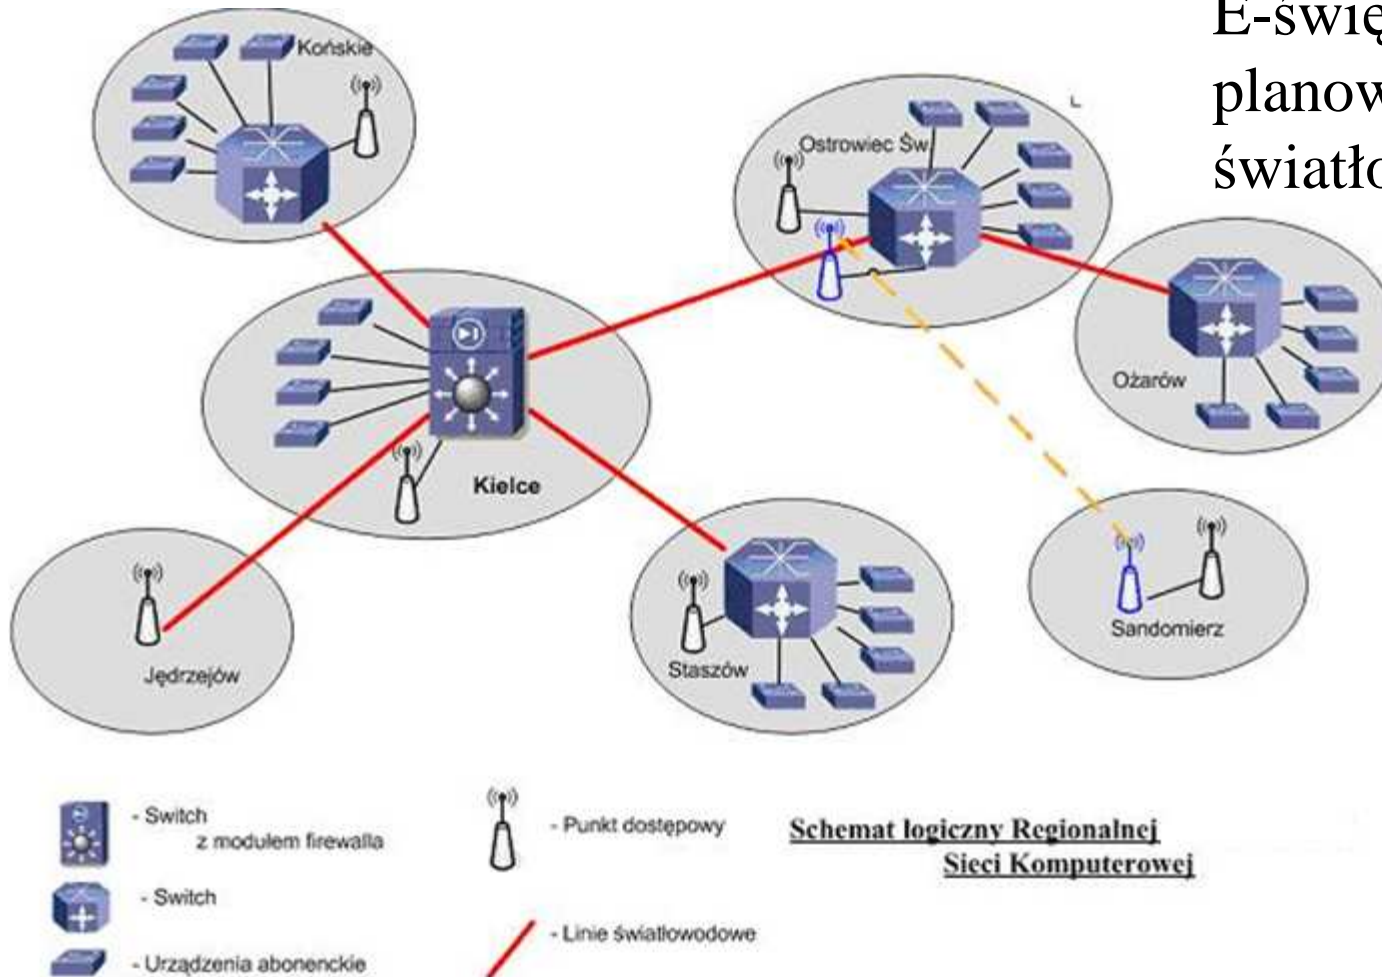 E-świę
planow
światło
Końskie
Ostrowiec Św.
Ożarów
Kielce
Jędrzejów
Staszów
Sandomierz
- Switch
z modułem firewalla
- Punkt dostępowy
Schemat logiczny Regionalnej
Sieci Komputerowej
- Switch
- Linie światłowodowe
- Urządzenia abonenckie